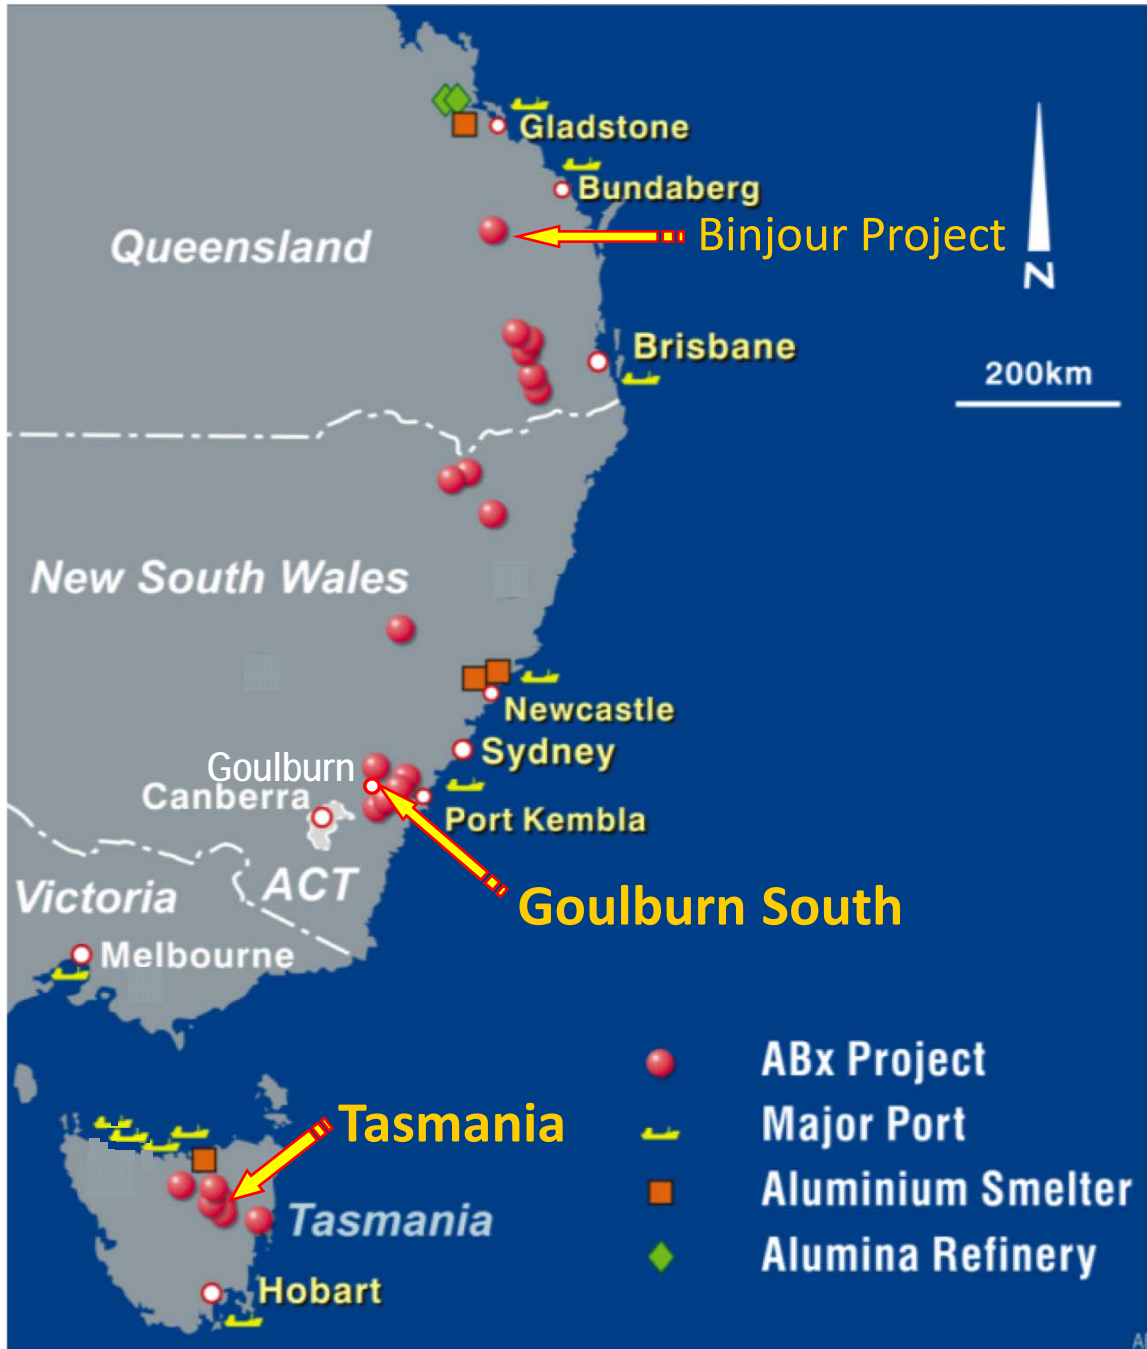 Gladstone
Bundaberg
Queensland
Binjour Project
N
Brisbane
200km
New South Wales
Newcastle
Sydney
Goulburn
Canberra
Port Kembla
ACT
Victoria
Goulburn South
Melbourne
ABx Project
Tasmania
Major Port
Aluminium Smelter
Tasmania
Alumina Refinery
Hobart